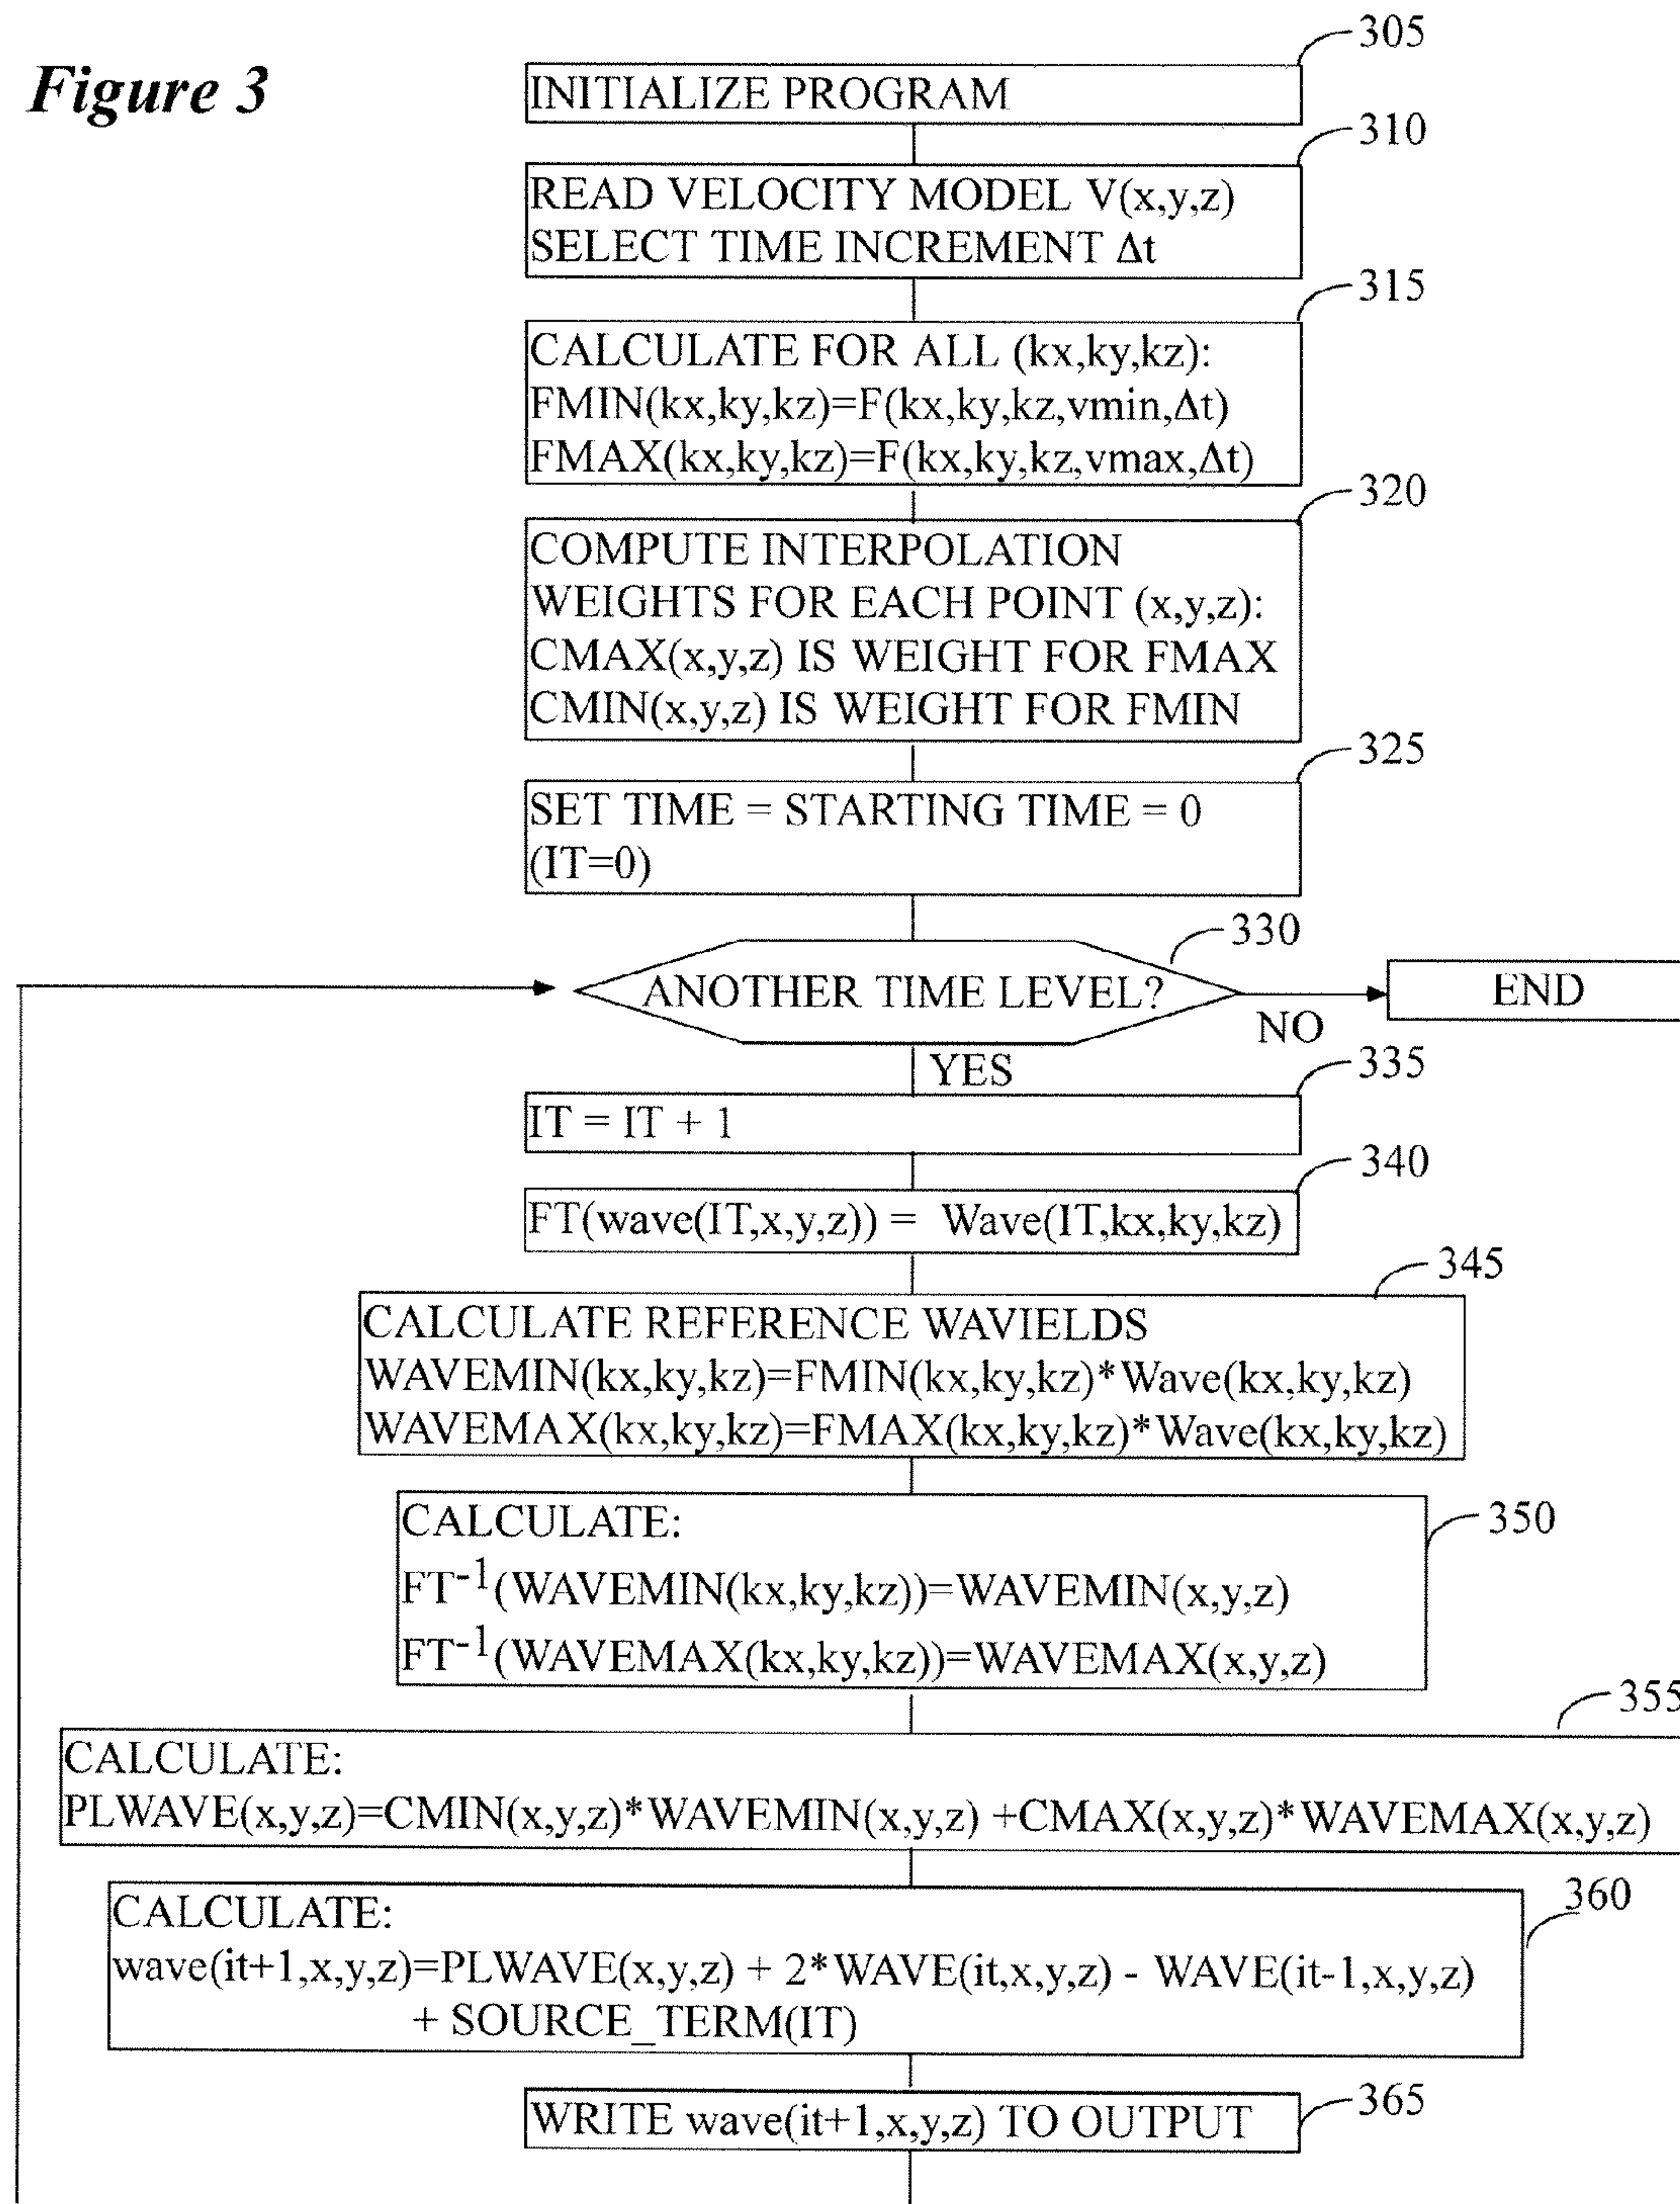 Figure 3
305
INITIALIZE PROGRAM
310
READ VELOCITY MODEL V(x,y,z)
SELECT TIME INCREMENT Δt
315
CALCULATE FOR ALL (kx,ky,kz):
FMIN(kx,ky,kz)=F(kx,ky,kz,vmin,Δt)
FMAX(kx,ky,kz)=F(kx,ky,kz,vmax,Δt)
320
COMPUTE INTERPOLATION
WEIGHTS FOR EACH POINT (x,y,z):
CMAX(x,y,z) IS WEIGHT FOR FMAX
CMIN(x,y,z) IS WEIGHT FOR FMIN
325
SET TIME = STARTING TIME = 0
(IT=0)
330
ANOTHER TIME LEVEL?
NO
END
YES
335
IT = IT + 1
340
FT(wave(IT,x,y,z)) = Wave(IT,kx,ky,kz)
345
CALCULATE REFERENCE WAVIELDS
WAVEMIN(kx,ky,kz)=FMIN(kx,ky,kz)*Wave(kx,ky,kz)
WAVEMAX(kx,ky,kz)=FMAX(kx,ky,kz)*Wave(kx,ky,kz)
350
CALCULATE:
FT⁻¹(WAVEMIN(kx,ky,kz))=WAVEMIN(x,y,z)
FT⁻¹(WAVEMAX(kx,ky,kz))=WAVEMAX(x,y,z)
355
CALCULATE:
PLWAVE(x,y,z)=CMIN(x,y,z)*WAVEMIN(x,y,z) +CMAX(x,y,z)*WAVEMAX(x,y,z)
360
CALCULATE:
wave(it+1,x,y,z)=PLWAVE(x,y,z) + 2*WAVE(it,x,y,z) - WAVE(it-1,x,y,z)
+ SOURCE_TERM(IT)
365
WRITE wave(it+1,x,y,z) TO OUTPUT